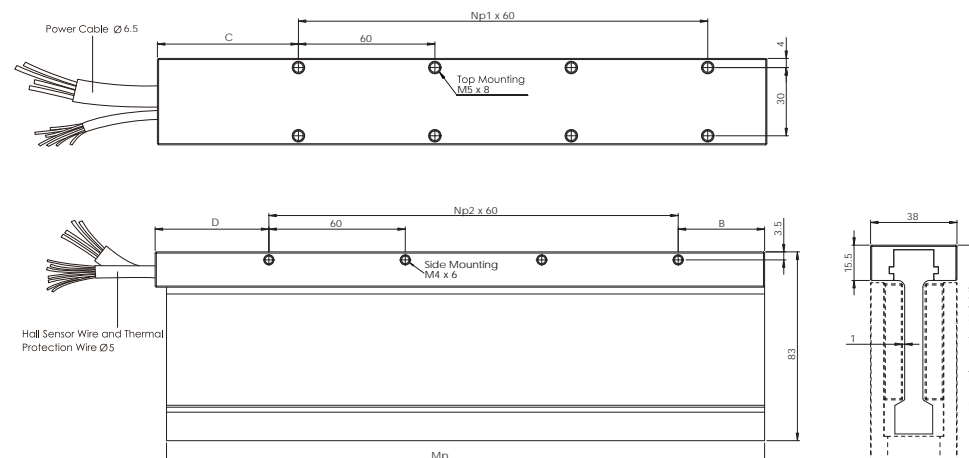 Np1 x 60
Power Cable Ø6.5
C
60
4
Top Mounting
M5 x 8
30
Np2 x 60
D
60
B
3.5
38
Side Mounting
M4 x 6
15.5
Hall Sensor Wire and Thermal
Protection Wire Ø5
1
83
Mp